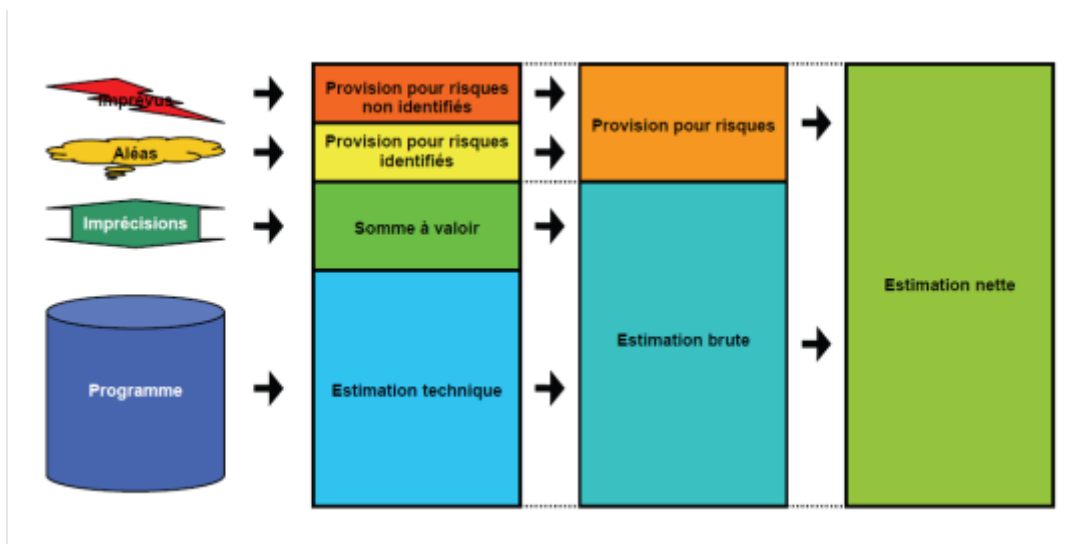 Imprévus
Provision pour risques
non identifiés
Provision pour risques
Aléas
Provision pour risques
identifiés
Imprécisions
Somme à valoir
Estimation nette
Estimation brute
Programme
Estimation technique